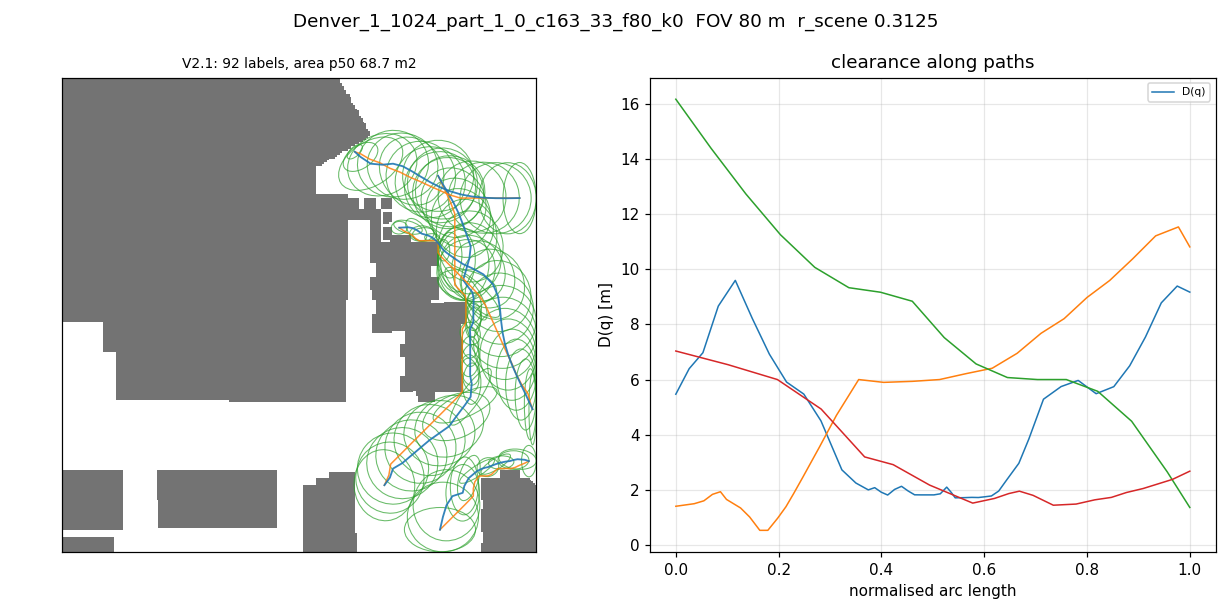 Denver_1_1024_part_1_0_c163_33_f80_k0  FOV 80 m  r_scene 0.3125
V2.1: 92 labels, area p50 68.7 m2
clearance along paths
D(q)
D(q) [m]
16
14
12
10
8
6
4
2
0
0.0 0.2 0.4 0.6 0.8 1.0
normalised arc length